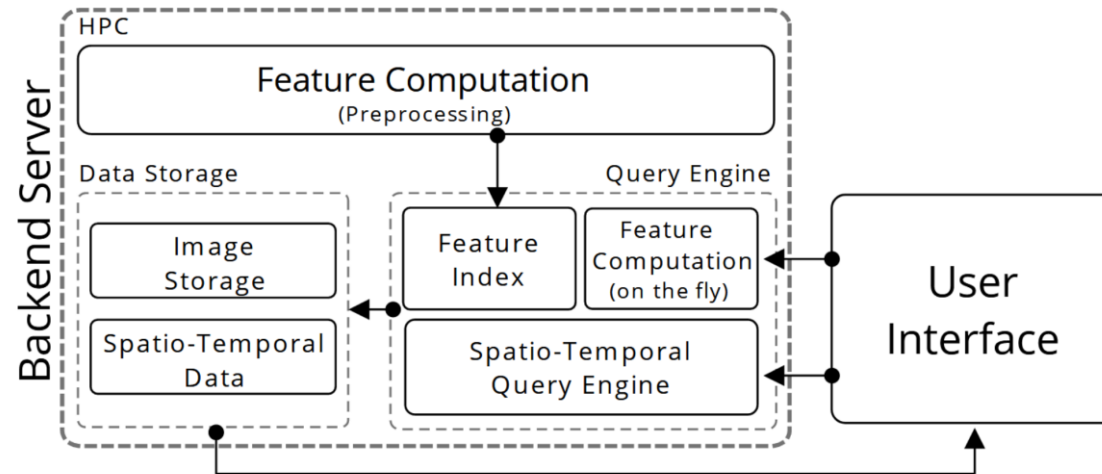 Backend Server
HPC
Feature Computation
(Preprocessing)
Data Storage
Image
Storage
Spatio-Temporal
Data
Query Engine
Feature
Index
Feature
Computation
(on the fly)
Spatio-Temporal
Query Engine
User
Interface